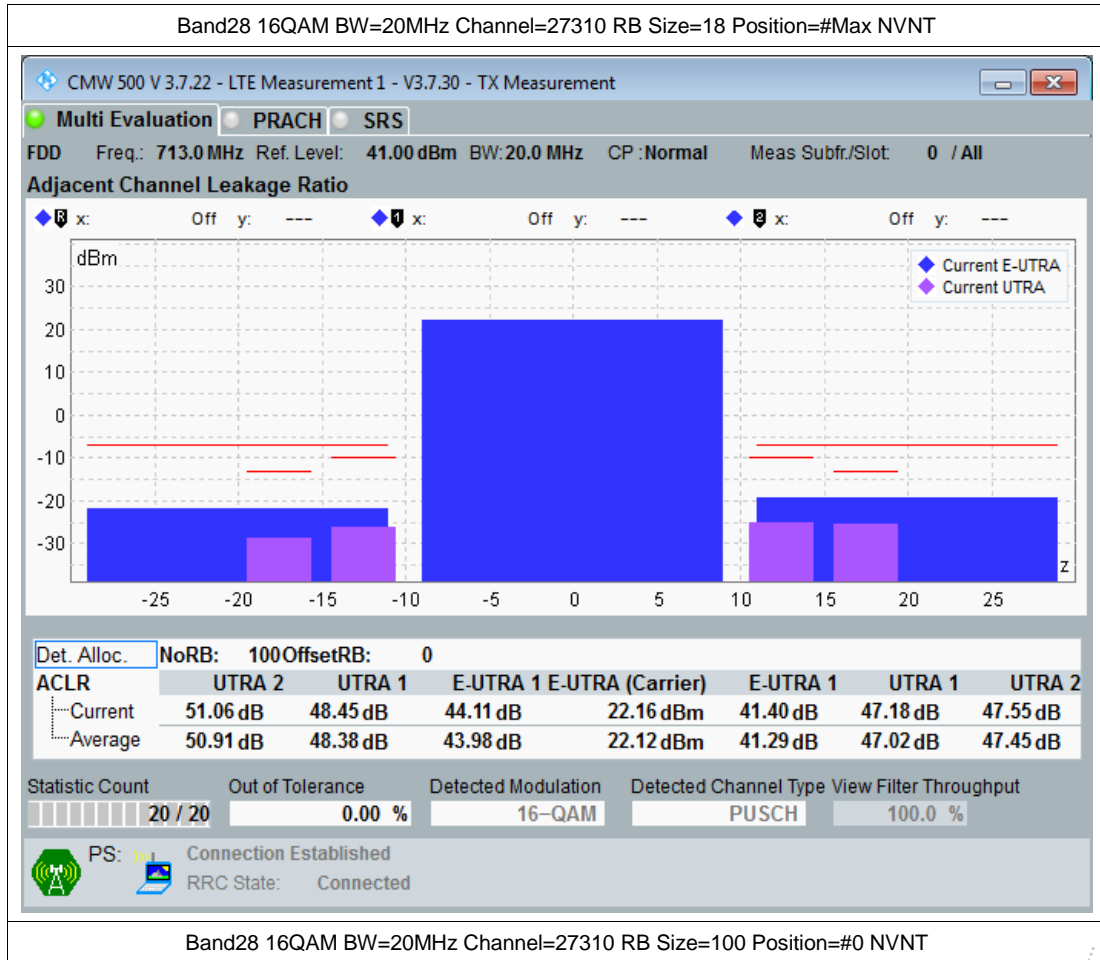 Band28 16QAM BW=20MHz Channel=27310 RB Size=18 Position=#Max NVNT
CMW 500 V 3.7.22 - LTE Measurement 1 - V3.7.30 - TX Measurement
Multi Evaluation PRACH SRS
FDD Freq.: 713.0 MHz Ref. Level: 41.00 dBm BW: 20.0 MHz CP : Normal Meas Subfr./Slot: 0 / All
Adjacent Channel Leakage Ratio
R x: Off y: --- 1 x: Off y: --- 2 x: Off y: ---
dBm
Current E-UTRA
Current UTRA
30
20
10
0
-10
-20
-30
z
-25 -20 -15 -10 -5 0 5 10 15 20 25
Det. Alloc. NoRB: 100 OffsetRB: 0
ACLR UTRA 2 UTRA 1 E-UTRA 1 E-UTRA (Carrier) E-UTRA 1 UTRA 1 UTRA 2
Current 51.06 dB 48.45 dB 44.11 dB 22.16 dBm 41.40 dB 47.18 dB 47.55 dB
Average 50.91 dB 48.38 dB 43.98 dB 22.12 dBm 41.29 dB 47.02 dB 47.45 dB
Statistic Count Out of Tolerance Detected Modulation Detected Channel Type View Filter Throughput
20 / 20 0.00 % 16-QAM PUSCH 100.0 %
PS: Connection Established
RRC State: Connected
Band28 16QAM BW=20MHz Channel=27310 RB Size=100 Position=#0 NVNT